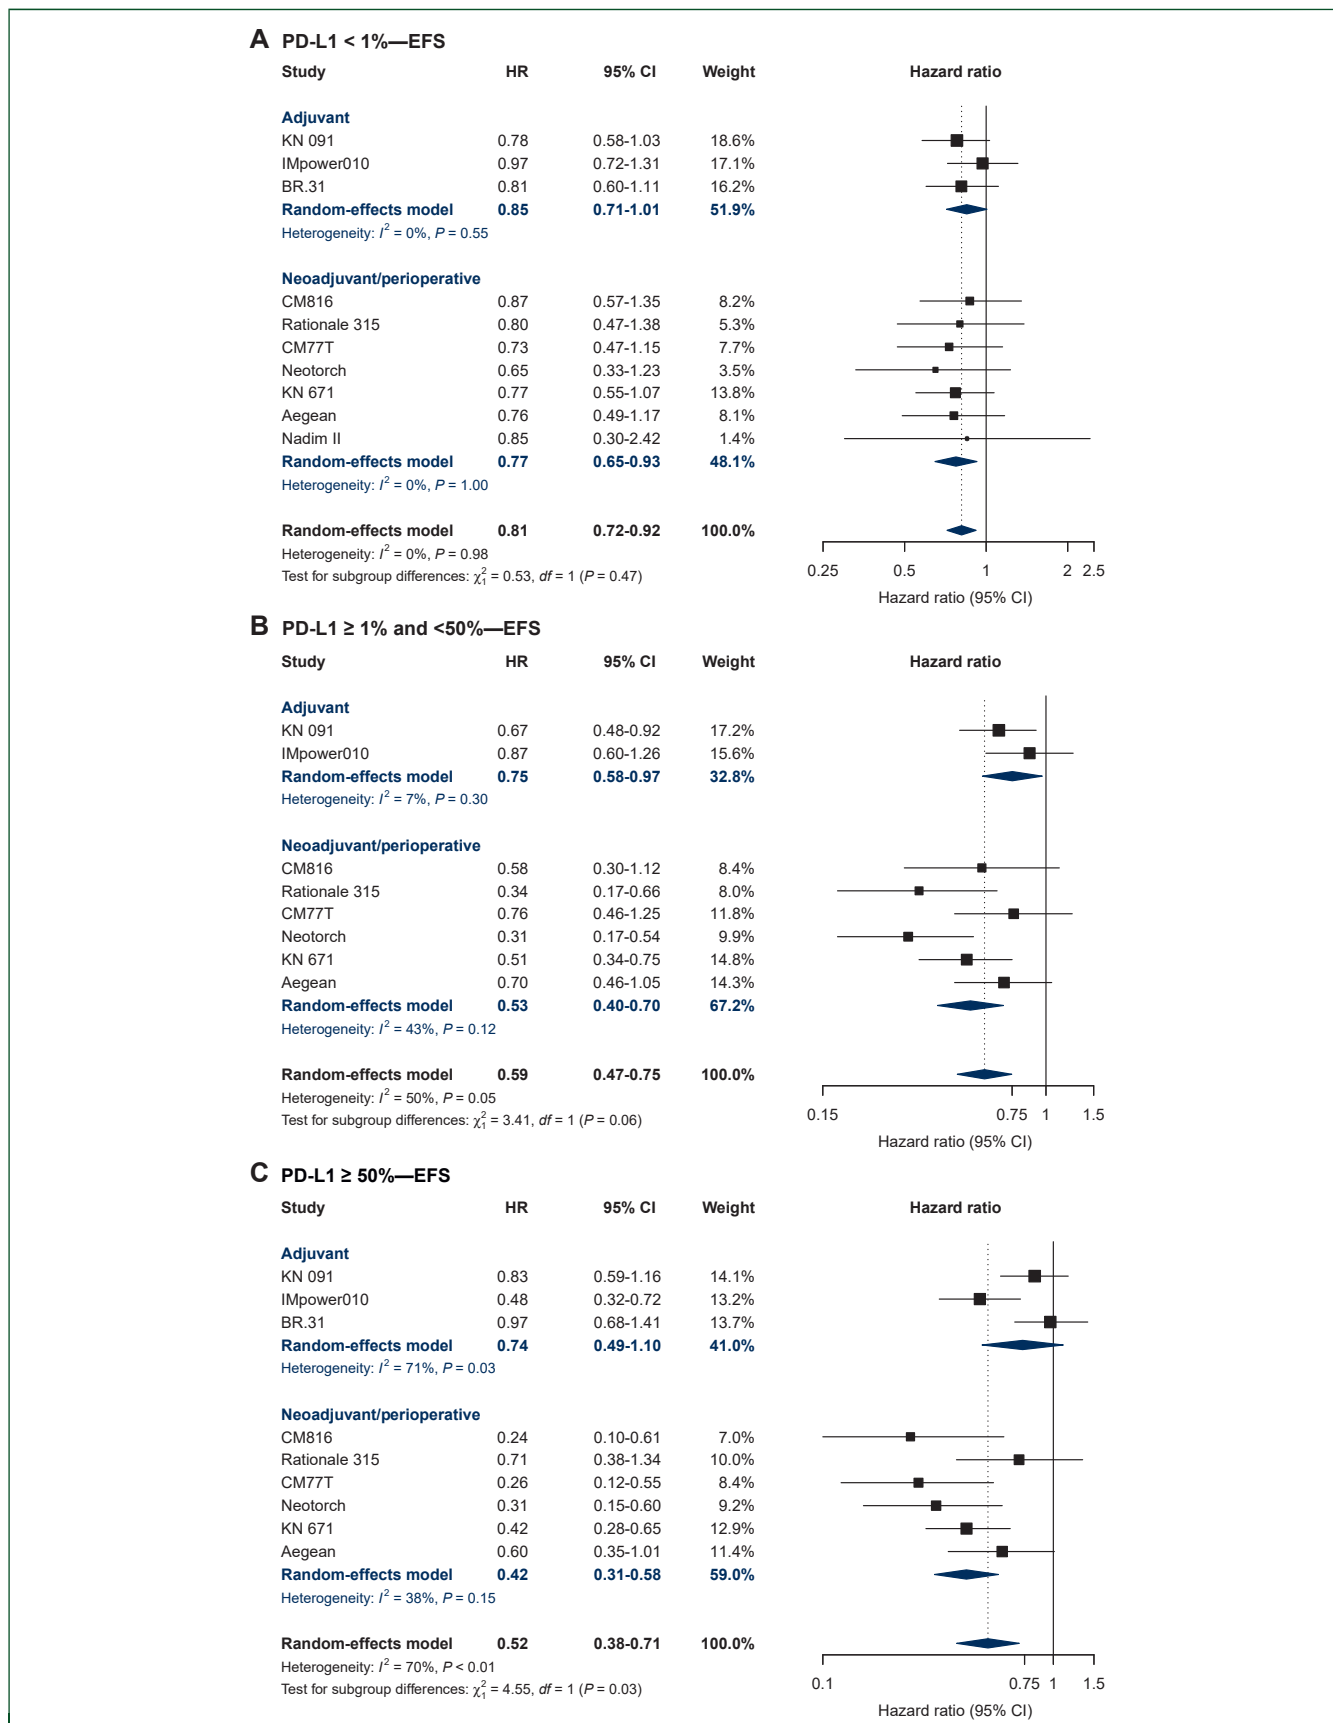 A PD-L1 < 1%—EFS
Study HR 95% CI Weight Hazard ratio
Adjuvant
KN 091 0.78 0.58-1.03 18.6%
IMpower010 0.97 0.72-1.31 17.1%
BR.31 0.81 0.60-1.11 16.2%
Random-effects model 0.85 0.71-1.01 51.9%
Heterogeneity: I² = 0%, P = 0.55
Neoadjuvant/perioperative
CM816 0.87 0.57-1.35 8.2%
Rationale 315 0.80 0.47-1.38 5.3%
CM77T 0.73 0.47-1.15 7.7%
Neotorch 0.65 0.33-1.23 3.5%
KN 671 0.77 0.55-1.07 13.8%
Aegean 0.76 0.49-1.17 8.1%
Nadim II 0.85 0.30-2.42 1.4%
Random-effects model 0.77 0.65-0.93 48.1%
Heterogeneity: I² = 0%, P = 1.00
Random-effects model 0.81 0.72-0.92 100.0%
Heterogeneity: I² = 0%, P = 0.98
Test for subgroup differences: χ²₁ = 0.53, df = 1 (P = 0.47)
0.25 0.5 1 2 2.5
Hazard ratio (95% CI)
B PD-L1 ≥ 1% and <50%—EFS
Study HR 95% CI Weight Hazard ratio
Adjuvant
KN 091 0.67 0.48-0.92 17.2%
IMpower010 0.87 0.60-1.26 15.6%
Random-effects model 0.75 0.58-0.97 32.8%
Heterogeneity: I² = 7%, P = 0.30
Neoadjuvant/perioperative
CM816 0.58 0.30-1.12 8.4%
Rationale 315 0.34 0.17-0.66 8.0%
CM77T 0.76 0.46-1.25 11.8%
Neotorch 0.31 0.17-0.54 9.9%
KN 671 0.51 0.34-0.75 14.8%
Aegean 0.70 0.46-1.05 14.3%
Random-effects model 0.53 0.40-0.70 67.2%
Heterogeneity: I² = 43%, P = 0.12
Random-effects model 0.59 0.47-0.75 100.0%
Heterogeneity: I² = 50%, P = 0.05
Test for subgroup differences: χ²₁ = 3.41, df = 1 (P = 0.06)
0.15 0.75 1 1.5
Hazard ratio (95% CI)
C PD-L1 ≥ 50%—EFS
Study HR 95% CI Weight Hazard ratio
Adjuvant
KN 091 0.83 0.59-1.16 14.1%
IMpower010 0.48 0.32-0.72 13.2%
BR.31 0.97 0.68-1.41 13.7%
Random-effects model 0.74 0.49-1.10 41.0%
Heterogeneity: I² = 71%, P = 0.03
Neoadjuvant/perioperative
CM816 0.24 0.10-0.61 7.0%
Rationale 315 0.71 0.38-1.34 10.0%
CM77T 0.26 0.12-0.55 8.4%
Neotorch 0.31 0.15-0.60 9.2%
KN 671 0.42 0.28-0.65 12.9%
Aegean 0.60 0.35-1.01 11.4%
Random-effects model 0.42 0.31-0.58 59.0%
Heterogeneity: I² = 38%, P = 0.15
Random-effects model 0.52 0.38-0.71 100.0%
Heterogeneity: I² = 70%, P < 0.01
Test for subgroup differences: χ²₁ = 4.55, df = 1 (P = 0.03)
0.1 0.75 1 1.5
Hazard ratio (95% CI)